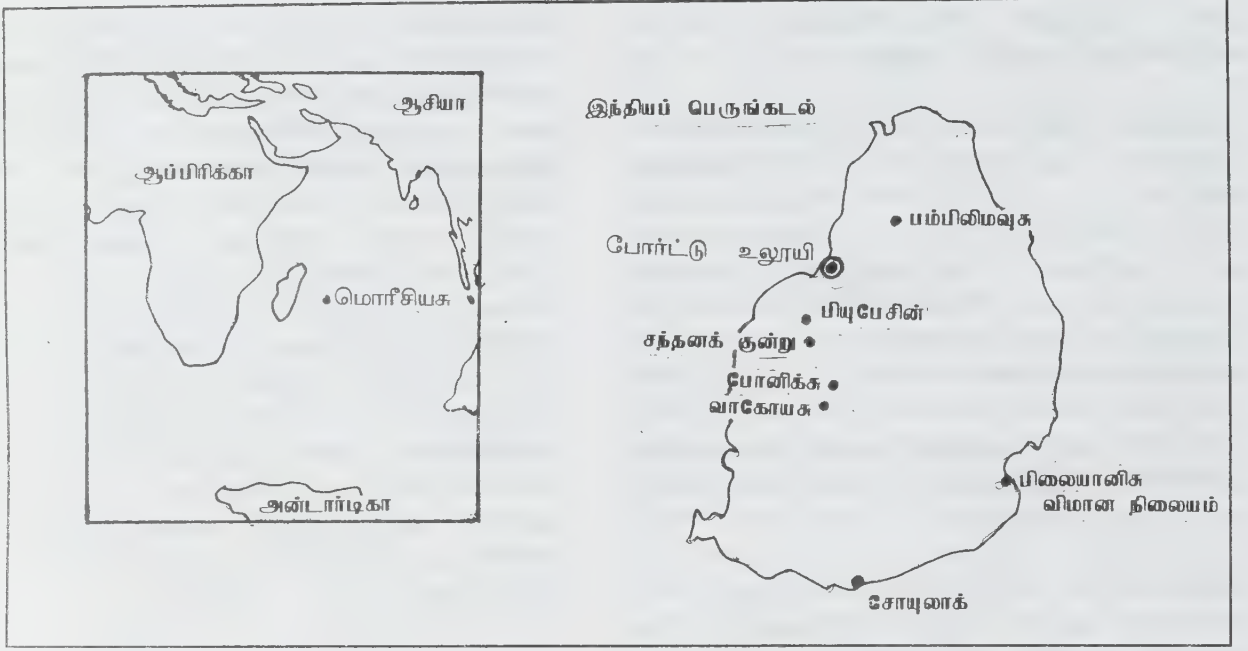 ஆசியா
ஆப்பிரிக்கா
மொரீசியசு
அன்டார்டிகா
இந்தியப் பெருங்கடல்
பம்பிலிமவுசு
போர்ட்டு உலூயி
பியுபேசின்
சந்தனக் குன்று
போனிக்சு
வாகோயசு
பிலையானிசு
விமான நிலையம்
சோயுலாக்